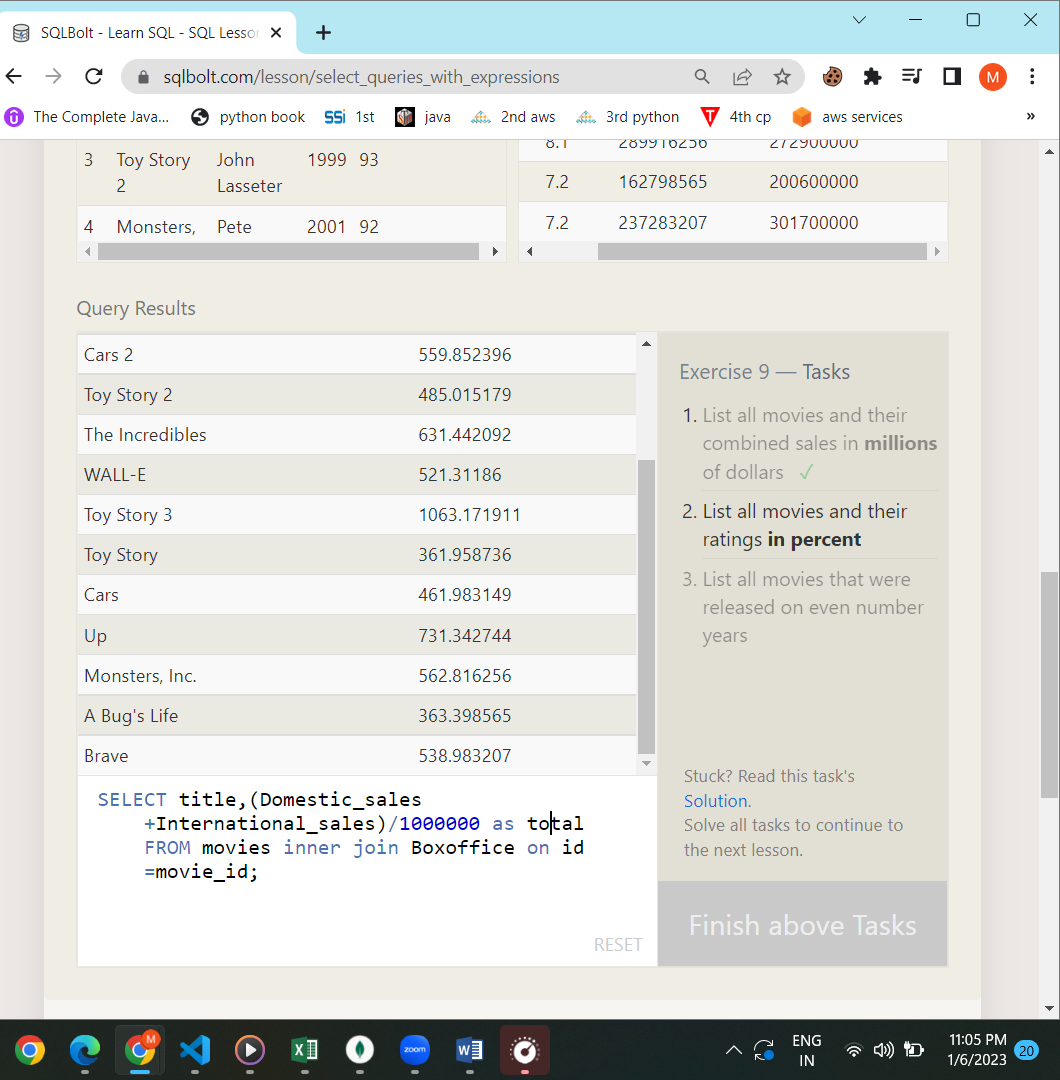 SQLBolt - Learn SQL - SQL Lesson
sqlbolt.com/lesson/select_queries_with_expressions
M
The Complete Java... python book SSi 1st java 2nd aws 3rd python 4th cp aws services »
3 Toy Story 2 John Lasseter 1999 93
4 Monsters, Pete 2001 92
8.1 289916256 272900000
7.2 162798565 200600000
7.2 237283207 301700000
Query Results
Cars 2 559.852396
Toy Story 2 485.015179
The Incredibles 631.442092
WALL-E 521.31186
Toy Story 3 1063.171911
Toy Story 361.958736
Cars 461.983149
Up 731.342744
Monsters, Inc. 562.816256
A Bug's Life 363.398565
Brave 538.983207
SELECT title,(Domestic_sales
+International_sales)/1000000 as total
FROM movies inner join Boxoffice on id
=movie_id;
RESET
Exercise 9 — Tasks
1. List all movies and their
combined sales in millions
of dollars ✓
2. List all movies and their
ratings in percent
3. List all movies that were
released on even number
years
Stuck? Read this task's
Solution.
Solve all tasks to continue to
the next lesson.
Finish above Tasks
M
zoom
ENG
IN
11:05 PM
1/6/2023
20